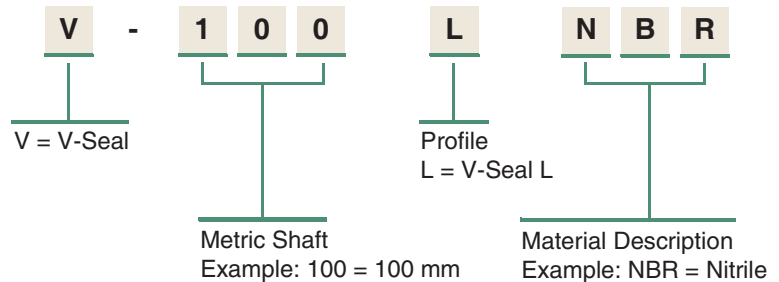 V - 1 0 0 L N B R
V = V-Seal
Profile
L = V-Seal L
Metric Shaft
Example: 100 = 100 mm
Material Description
Example: NBR = Nitrile